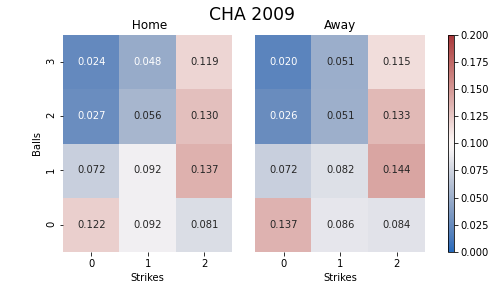 CHA 2009
Home Away
3 0.024 0.048 0.119 0.020 0.051 0.115
2 0.027 0.056 0.130 0.026 0.051 0.133
1 0.072 0.092 0.137 0.072 0.082 0.144
0 0.122 0.092 0.081 0.137 0.086 0.084
Balls
0 1 2 0 1 2
Strikes Strikes
0.200
0.175
0.150
0.125
0.100
0.075
0.050
0.025
0.000